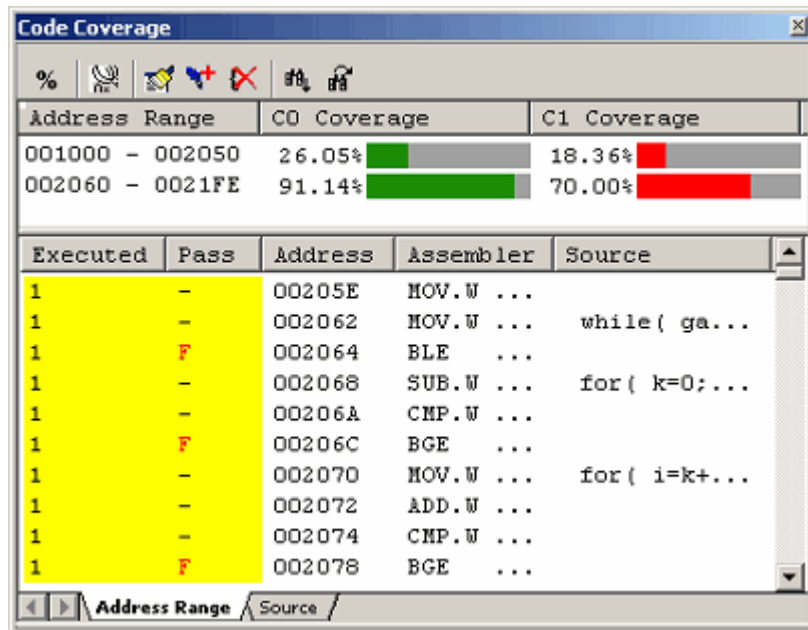 Code Coverage
%
Address Range C0 Coverage C1 Coverage
001000 - 002050 26.05% 18.36%
002060 - 0021FE 91.14% 70.00%
Executed Pass Address Assembler Source
1 - 00205E MOV.W ...
1 - 002062 MOV.W ... while( ga...
1 F 002064 BLE ...
1 - 002068 SUB.W ... for( k=0;...
1 - 00206A CMP.W ...
1 F 00206C BGE ...
1 - 002070 MOV.W ... for( i=k+...
1 - 002072 ADD.W ...
1 - 002074 CMP.W ...
1 F 002078 BGE ...
Address Range Source